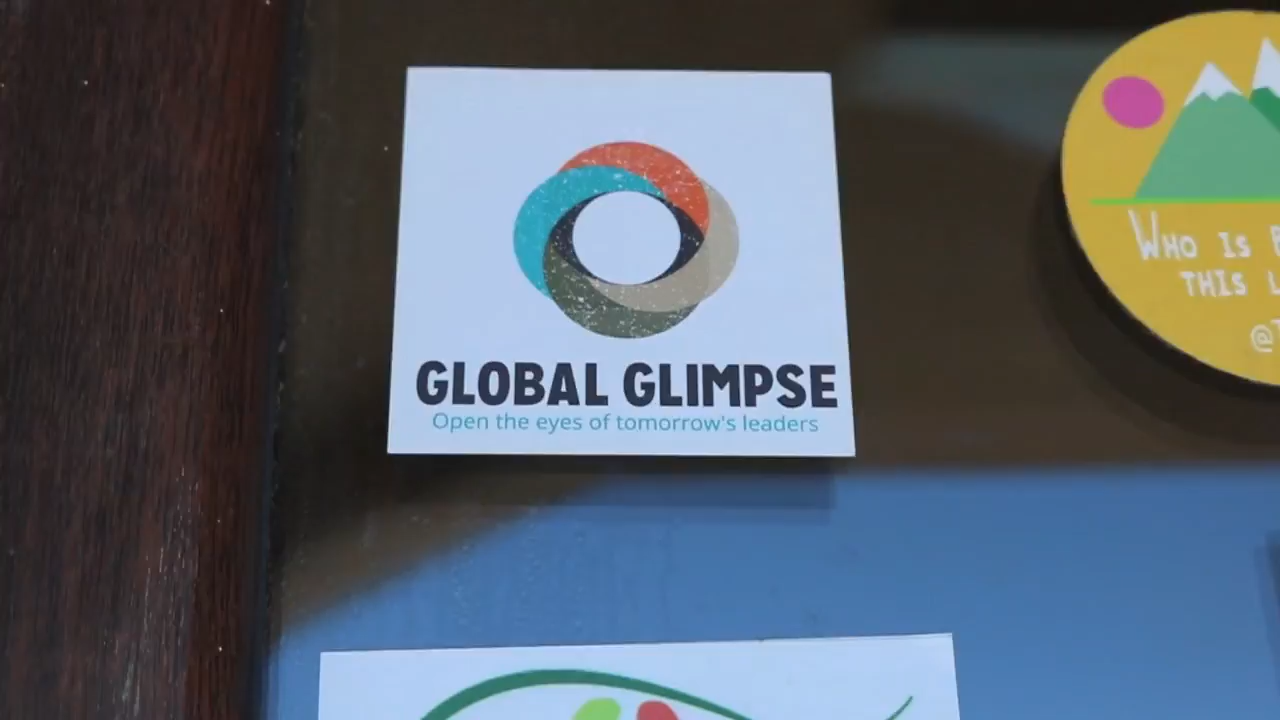 GLOBAL GLIMPSE
Open the eyes of tomorrow's leaders
WHO IS
THIS